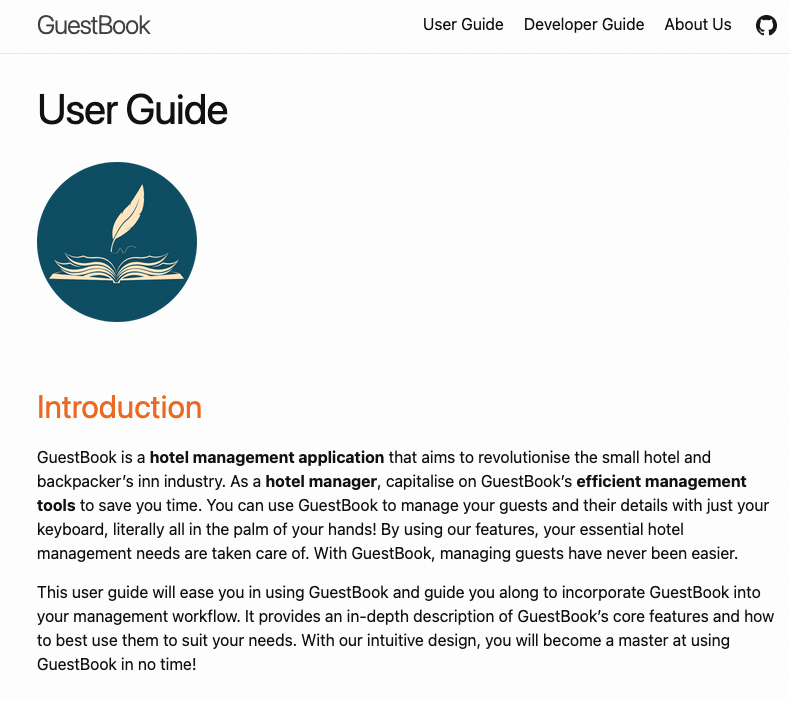 GuestBook
User Guide
Developer Guide
About Us
User Guide
Introduction
GuestBook is a hotel management application that aims to revolutionise the small hotel and
backpacker’s inn industry. As a hotel manager, capitalise on GuestBook’s efficient management
tools to save you time. You can use GuestBook to manage your guests and their details with just your
keyboard, literally all in the palm of your hands! By using our features, your essential hotel
management needs are taken care of. With GuestBook, managing guests have never been easier.
This user guide will ease you in using GuestBook and guide you along to incorporate GuestBook into
your management workflow. It provides an in-depth description of GuestBook’s core features and how
to best use them to suit your needs. With our intuitive design, you will become a master at using
GuestBook in no time!